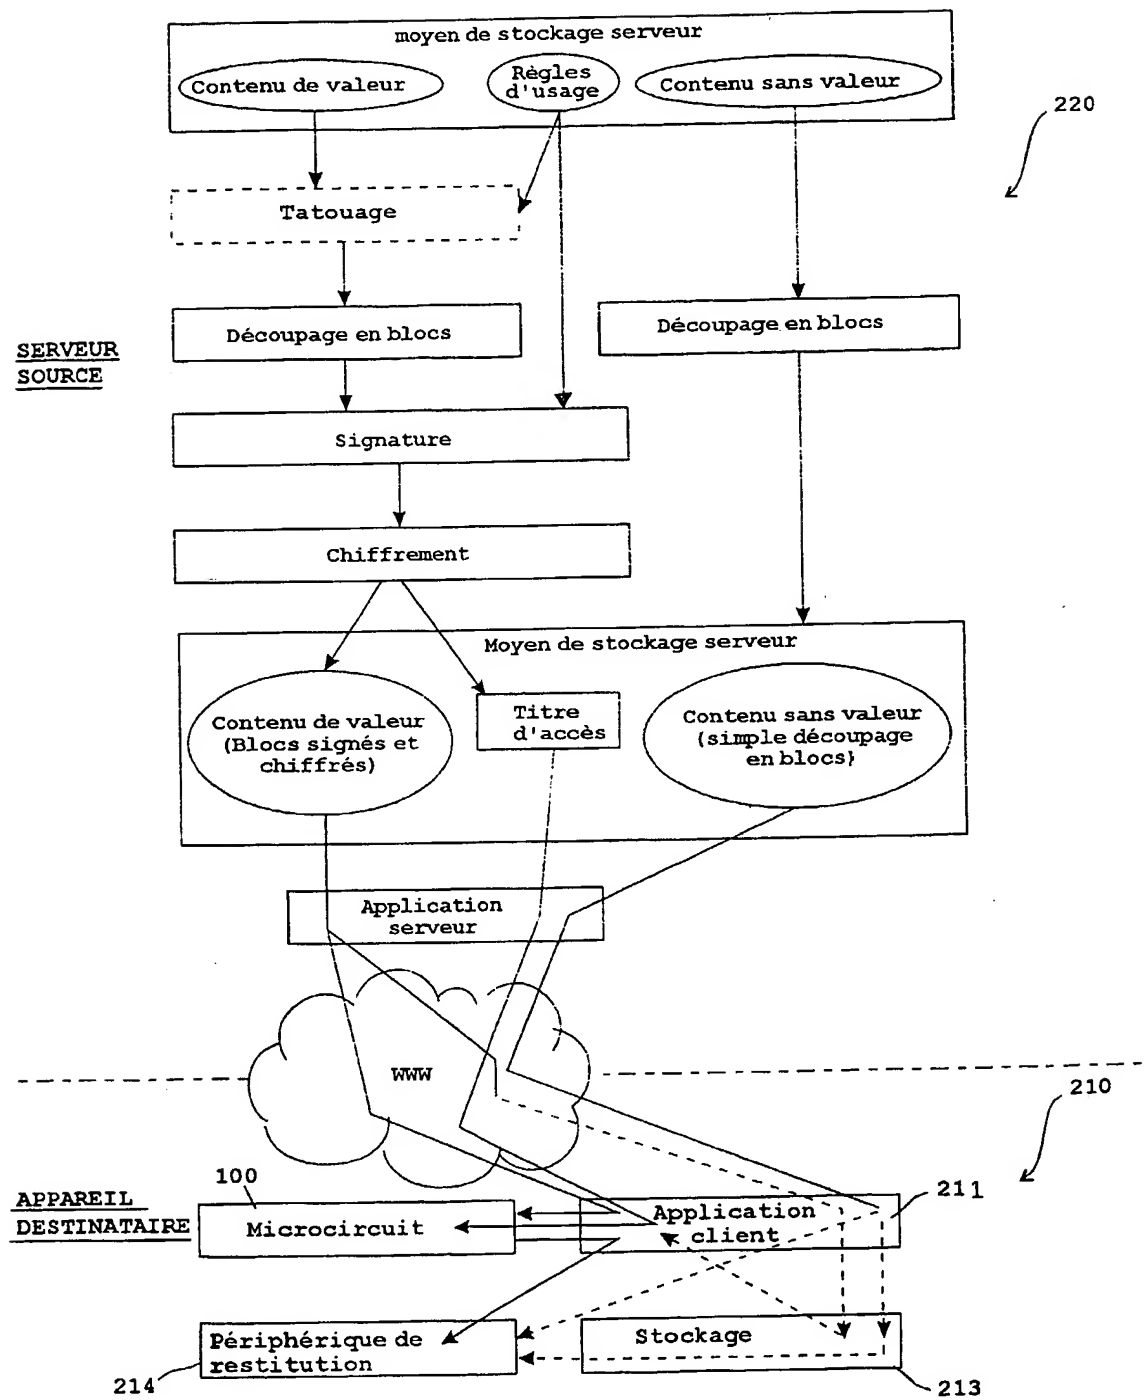 moyen de stockage serveur
Contenu de valeur
Règles
d'usage
Contenu sans valeur
220
Tatouage
Découpage en blocs
Découpage en blocs
SERVEUR
SOURCE
Signature
Chiffrement
Moyen de stockage serveur
Contenu de valeur
(Blocs signés et
chiffrés)
Titre
d'accès
Contenu sans valeur
(simple découpage
en blocs}
Application
serveur
WWW
210
APPAREIL
DESTINATAIRE
100
Microcircuit
Application
client
211
Périphérique de
restitution
Stockage
214
213